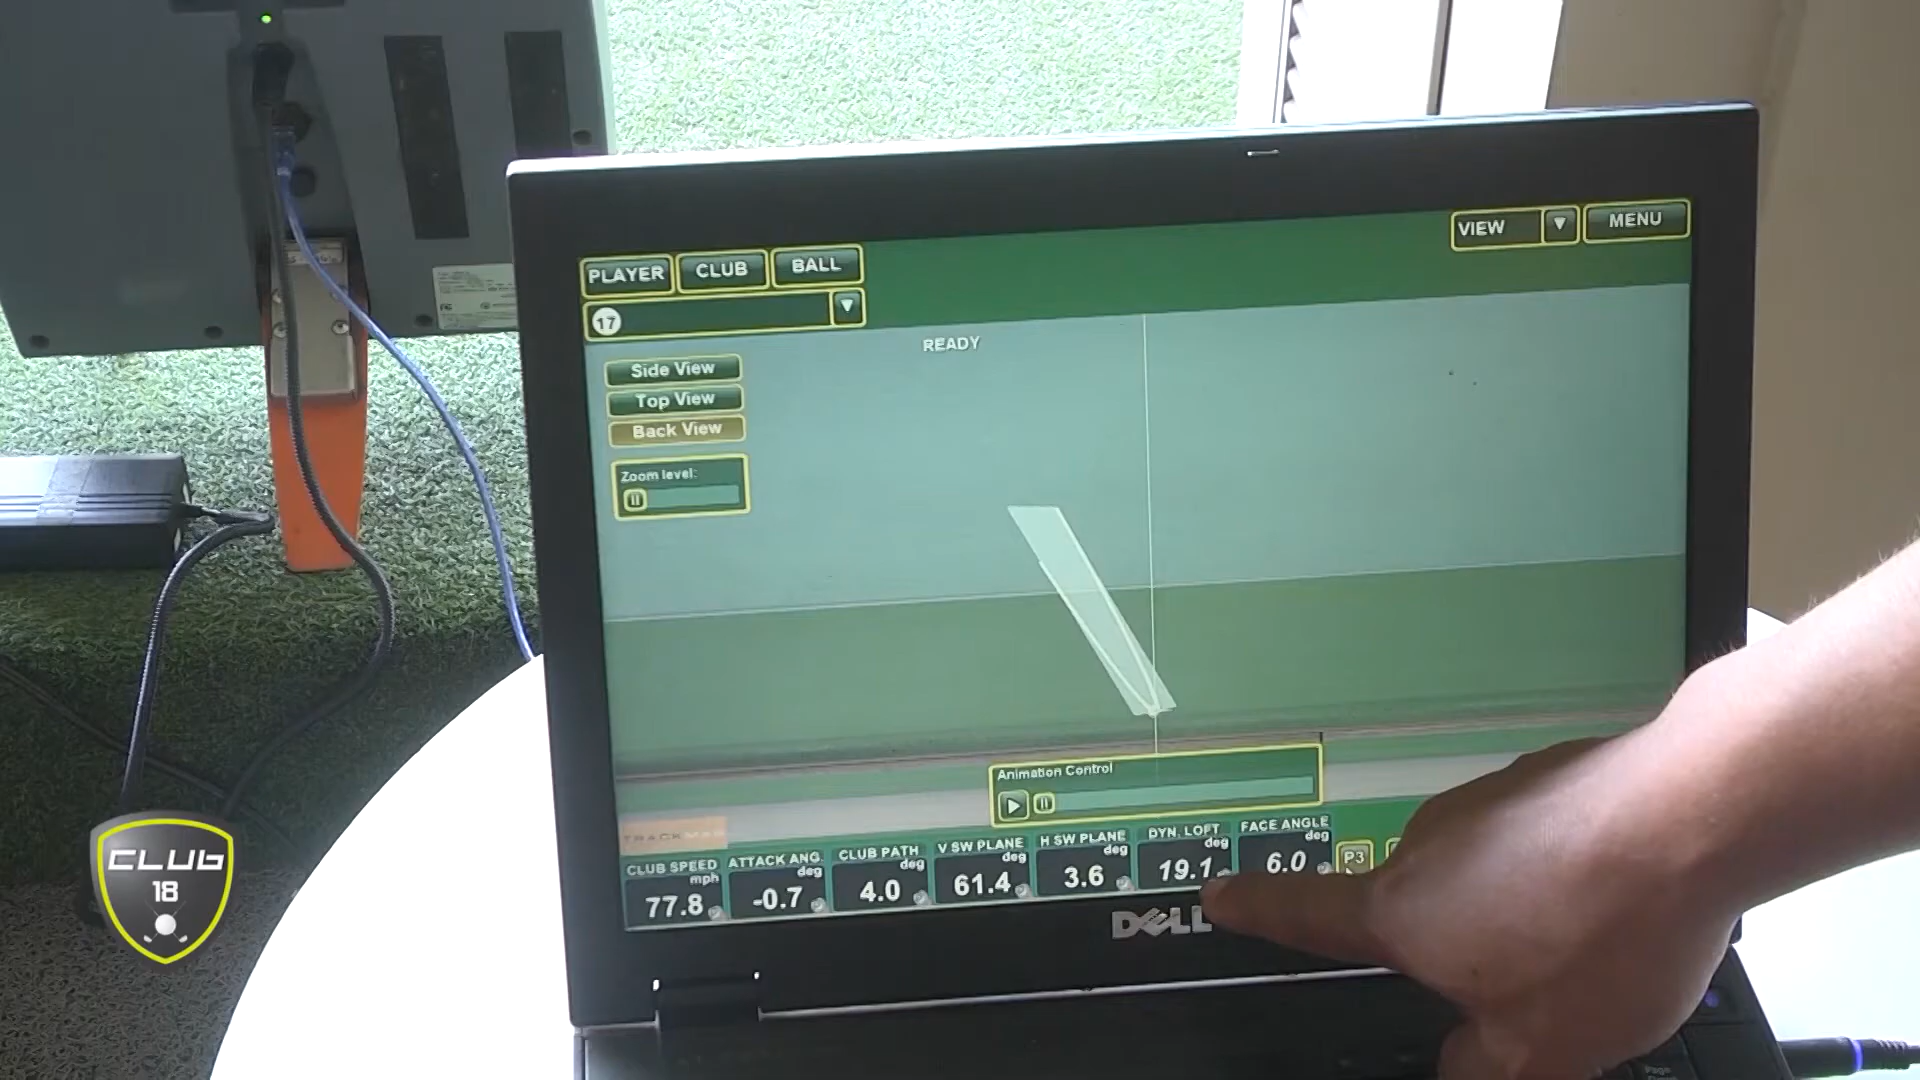 VIEW
MENU
PLAYER
CLUB
BALL
17
READY
Side View
Top View
Back View
Zoom level:
Animation Control
TRACKMAN
CLUB SPEED
mph
77.8
ATTACK ANG.
deg
-0.7
CLUB PATH
deg
4.0
V SW PLANE
deg
61.4
H SW PLANE
deg
3.6
DYN. LOFT
deg
19.1
FACE ANGLE
deg
6.0
P3
DELL
CLUB
18
Page